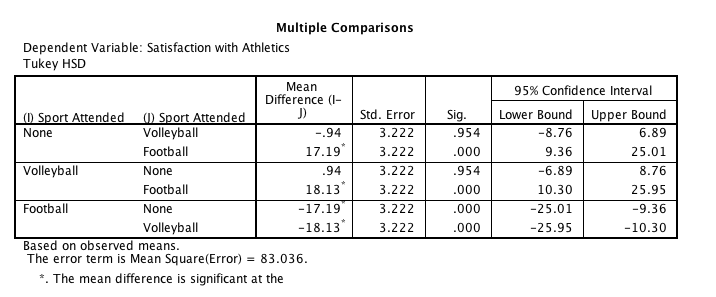 Multiple Comparisons
Dependent Variable: Satisfaction with Athletics
Tukey HSD
(I) Sport Attended (J) Sport Attended Mean Difference (I-J) Std. Error Sig. 95% Confidence Interval
Lower Bound Upper Bound
None Volleyball -.94 3.222 .954 -8.76 6.89
Football 17.19* 3.222 .000 9.36 25.01
Volleyball None .94 3.222 .954 -6.89 8.76
Football 18.13* 3.222 .000 10.30 25.95
Football None -17.19* 3.222 .000 -25.01 -9.36
Volleyball -18.13* 3.222 .000 -25.95 -10.30
Based on observed means.
The error term is Mean Square(Error) = 83.036.
*. The mean difference is significant at the